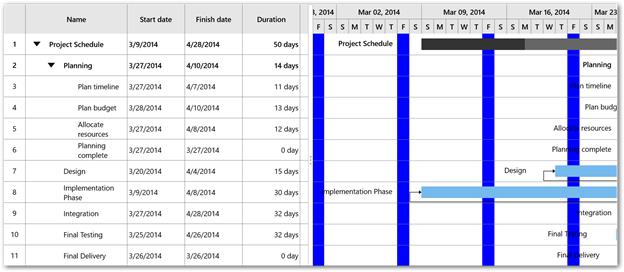 Name Start date Finish date Duration
3, 2014 Mar 02, 2014 Mar 09, 2014 Mar 16, 2014 Mar 23
F S S M T W T F S S M T W T F S S M T W T F S S M
1 Project Schedule 3/9/2014 4/28/2014 50 days Project Schedule
2 Planning 3/27/2014 4/10/2014 14 days Planning
3 Plan timeline 3/27/2014 4/7/2014 11 days Plan timeline
4 Plan budget 3/28/2014 4/10/2014 13 days Plan budg
5 Allocate resources 3/27/2014 4/8/2014 12 days Allocate resources
6 Planning complete 3/27/2014 3/27/2014 0 day Planning complete
7 Design 3/20/2014 4/4/2014 15 days Design
8 Implementation Phase 3/9/2014 4/8/2014 30 days Implementation Phase
9 Integration 3/27/2014 4/28/2014 32 days Integration
10 Final Testing 3/25/2014 4/26/2014 32 days Final Testing
11 Final Delivery 3/26/2014 3/26/2014 0 day Final Delivery